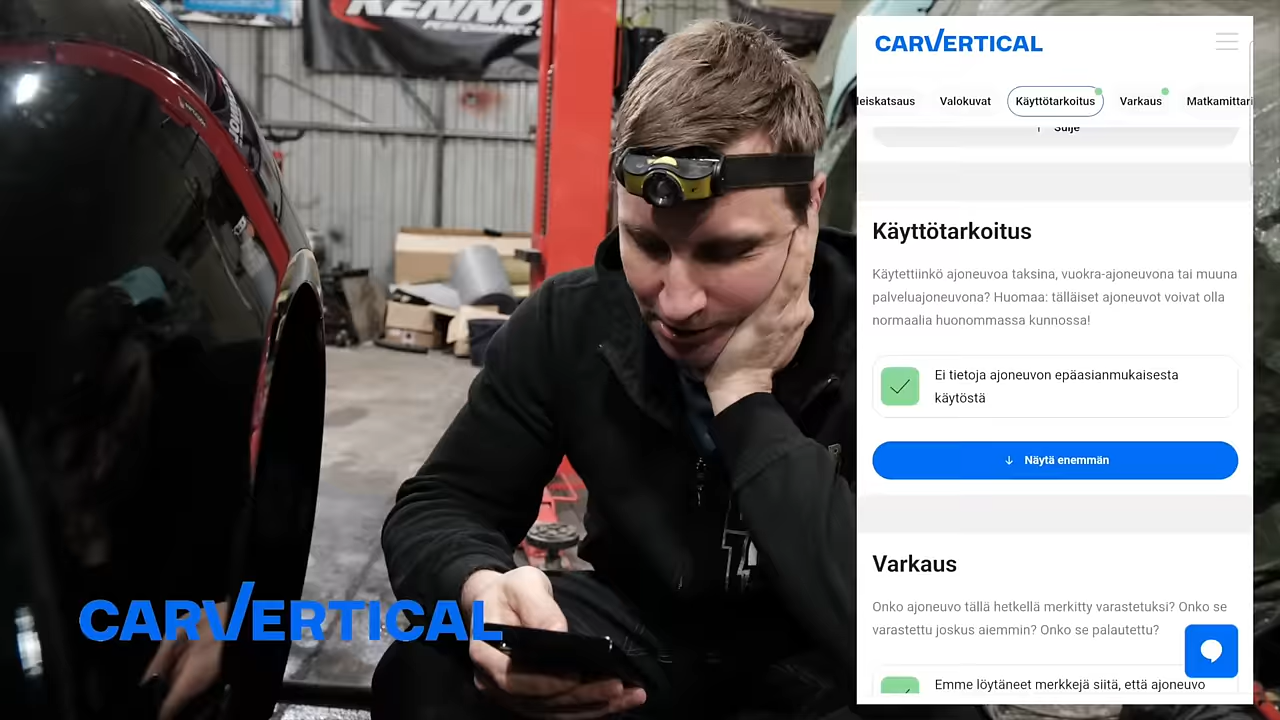 KENNO
PERFORMANCE
CARVERTICAL
CARVERTICAL
leiskatsaus Valokuvat Käyttötarkoitus Varkaus Matkamittari
Sulje
Käyttötarkoitus
Käytettiinkö ajoneuvoa taksina, vuokra-ajoneuvona tai muuna
palveluajoneuvona? Huomaa: tälläiset ajoneuvot voivat olla
normaalia huonommassa kunnossa!
Ei tietoja ajoneuvon epäasianmukaisesta
käytöstä
Näytä enemmän
Varkaus
Onko ajoneuvo tällä hetkellä merkitty varastetuksi? Onko se
varastettu joskus aiemmin? Onko se palautettu?
Emme löytäneet merkkejä siitä, että ajoneuvo